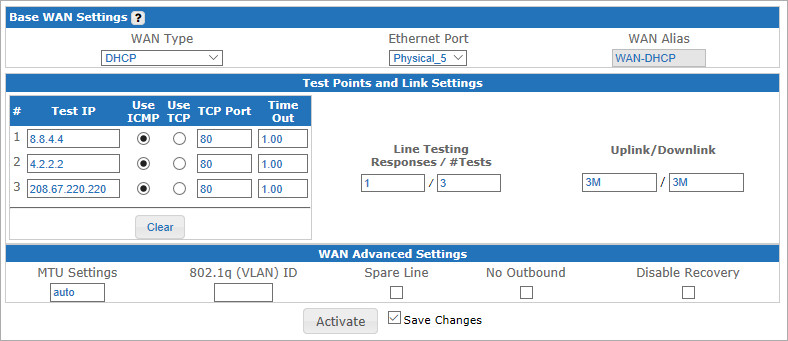 Base WAN Settings ?
WAN Type Ethernet Port WAN Alias
DHCP Physical_5 WAN-DHCP
Test Points and Link Settings
# Test IP Use ICMP Use TCP TCP Port Time Out
1 8.8.4.4 80 1.00
2 4.2.2.2 80 1.00
3 208.67.220.220 80 1.00
Clear
Line Testing
Responses / #Tests
1 / 3
Uplink/Downlink
3M / 3M
WAN Advanced Settings
MTU Settings 802.1q (VLAN) ID Spare Line No Outbound Disable Recovery
auto
Activate Save Changes